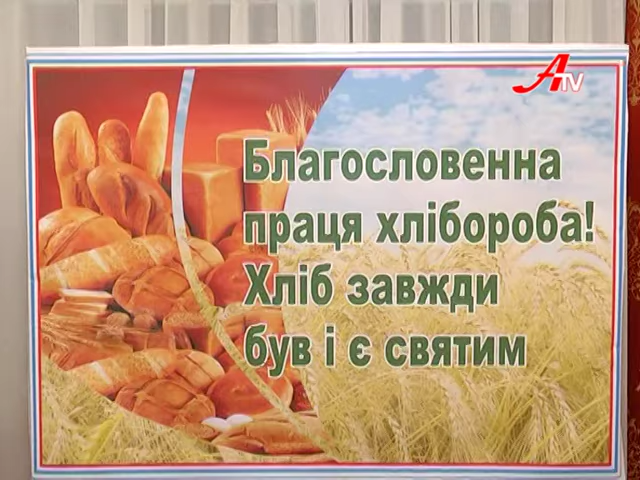 ATV
Благословенна
праця хлібороба!
Хліб завжди
був і є святим